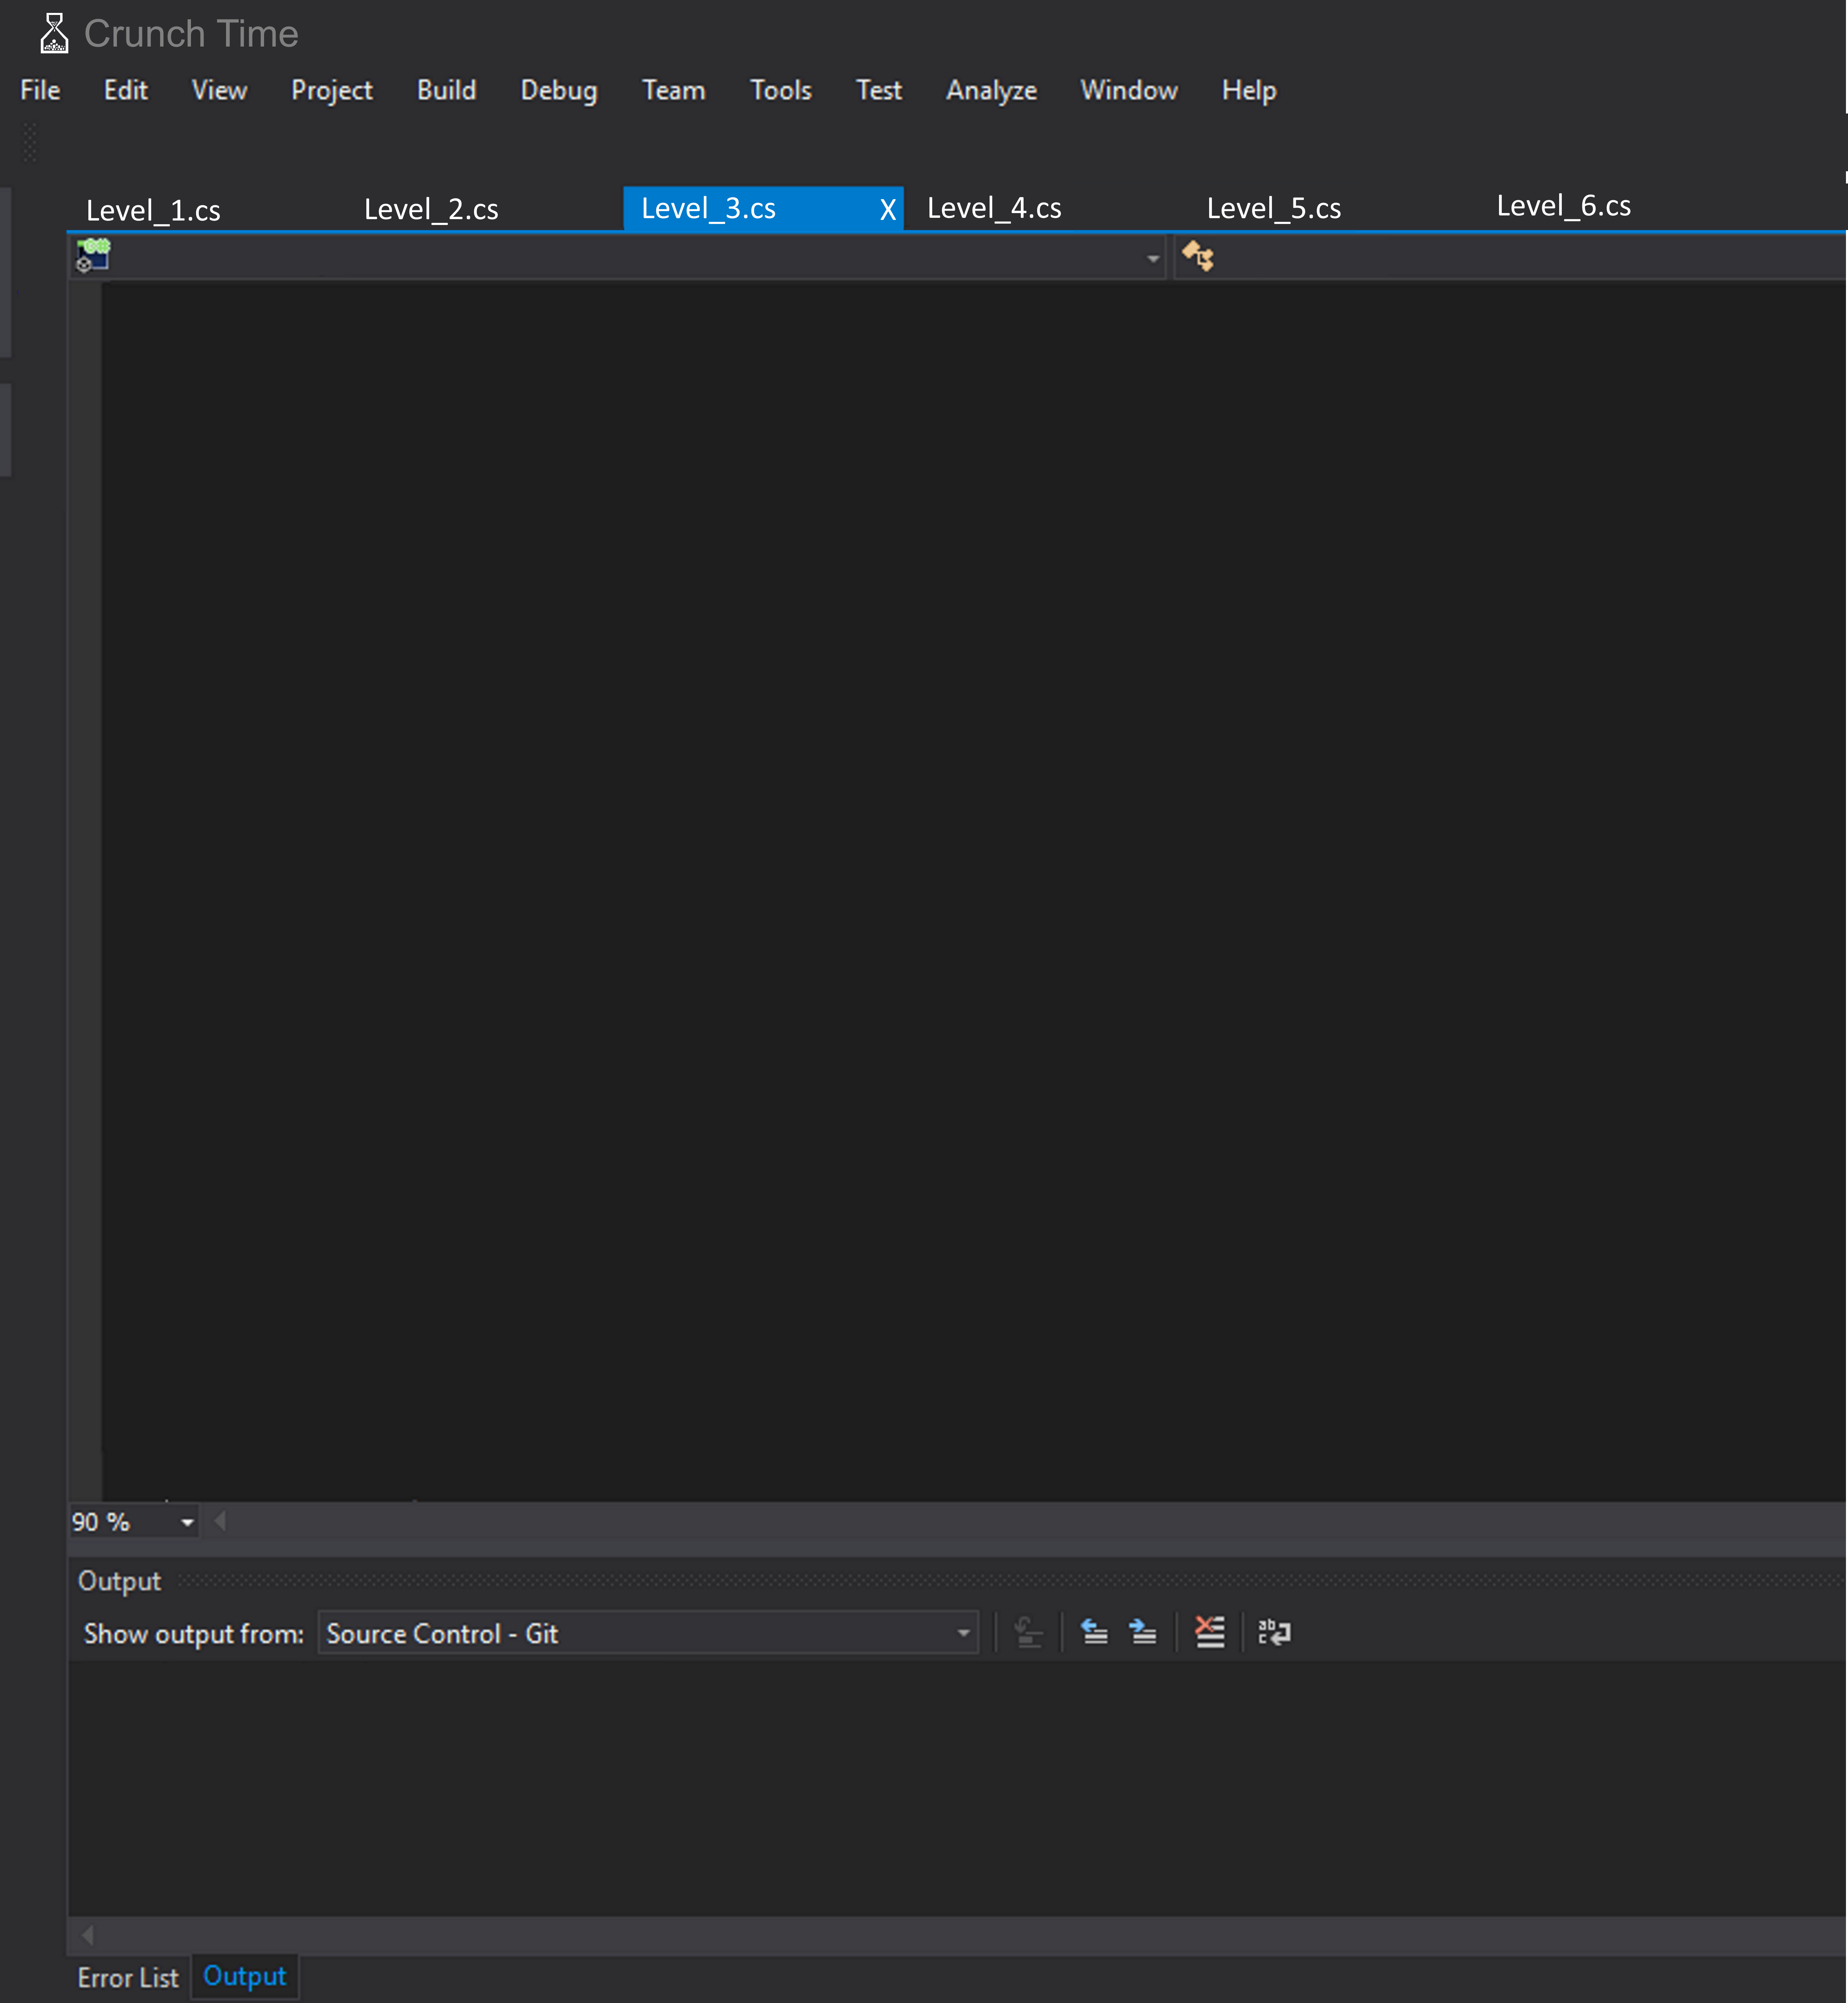 Crunch Time
File Edit View Project Build Debug Team Tools Test Analyze Window Help
Level_1.cs Level_2.cs Level_3.cs X Level_4.cs Level_5.cs Level_6.cs
90 %
Output
Show output from: Source Control - Git
Error List Output